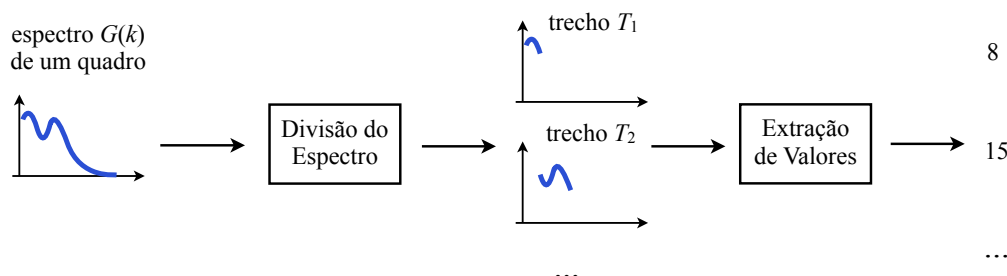 espectro G(k)
de um quadro
Divisão do
Espectro
trecho T1
trecho T2
...
Extração
de Valores
8
15
...